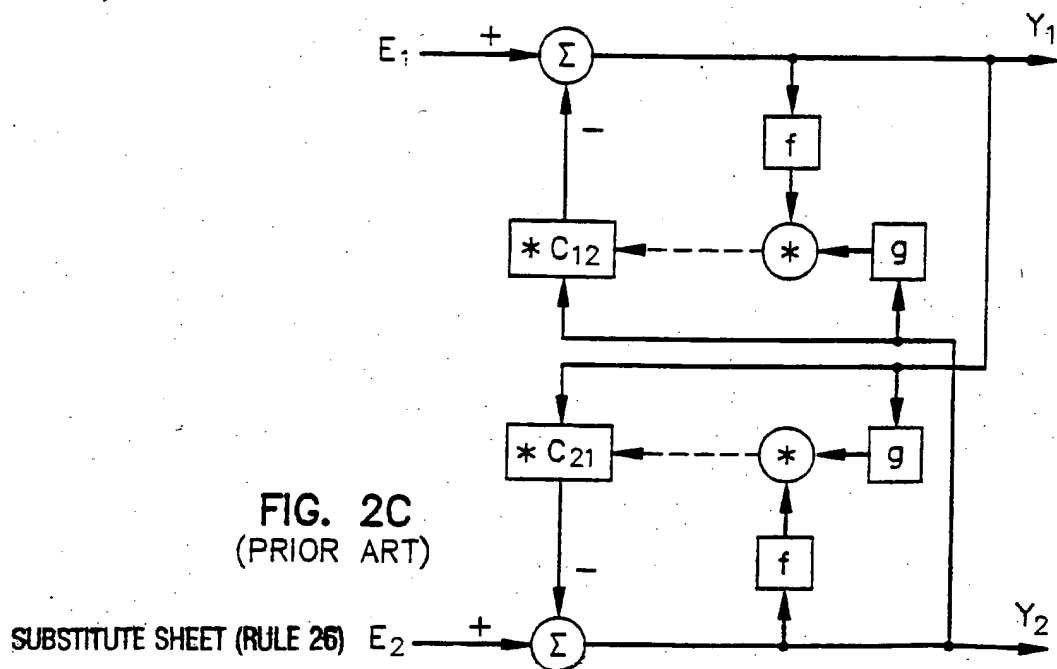 E₁ + Σ Y₁
f
−
* C₁₂ * g
* C₂₁ * g
FIG. 2C
(PRIOR ART)
f
−
SUBSTITUTE SHEET (RULE 26) E₂ + Σ Y₂